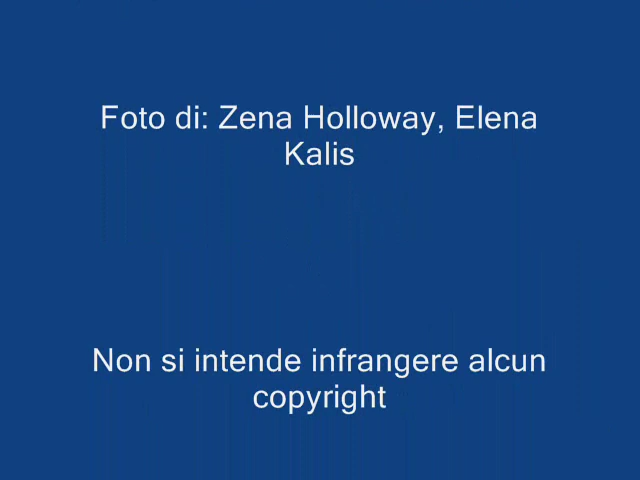 Foto di: Zena Holloway, Elena
Kalis
Non si intende infrangere alcun
copyright